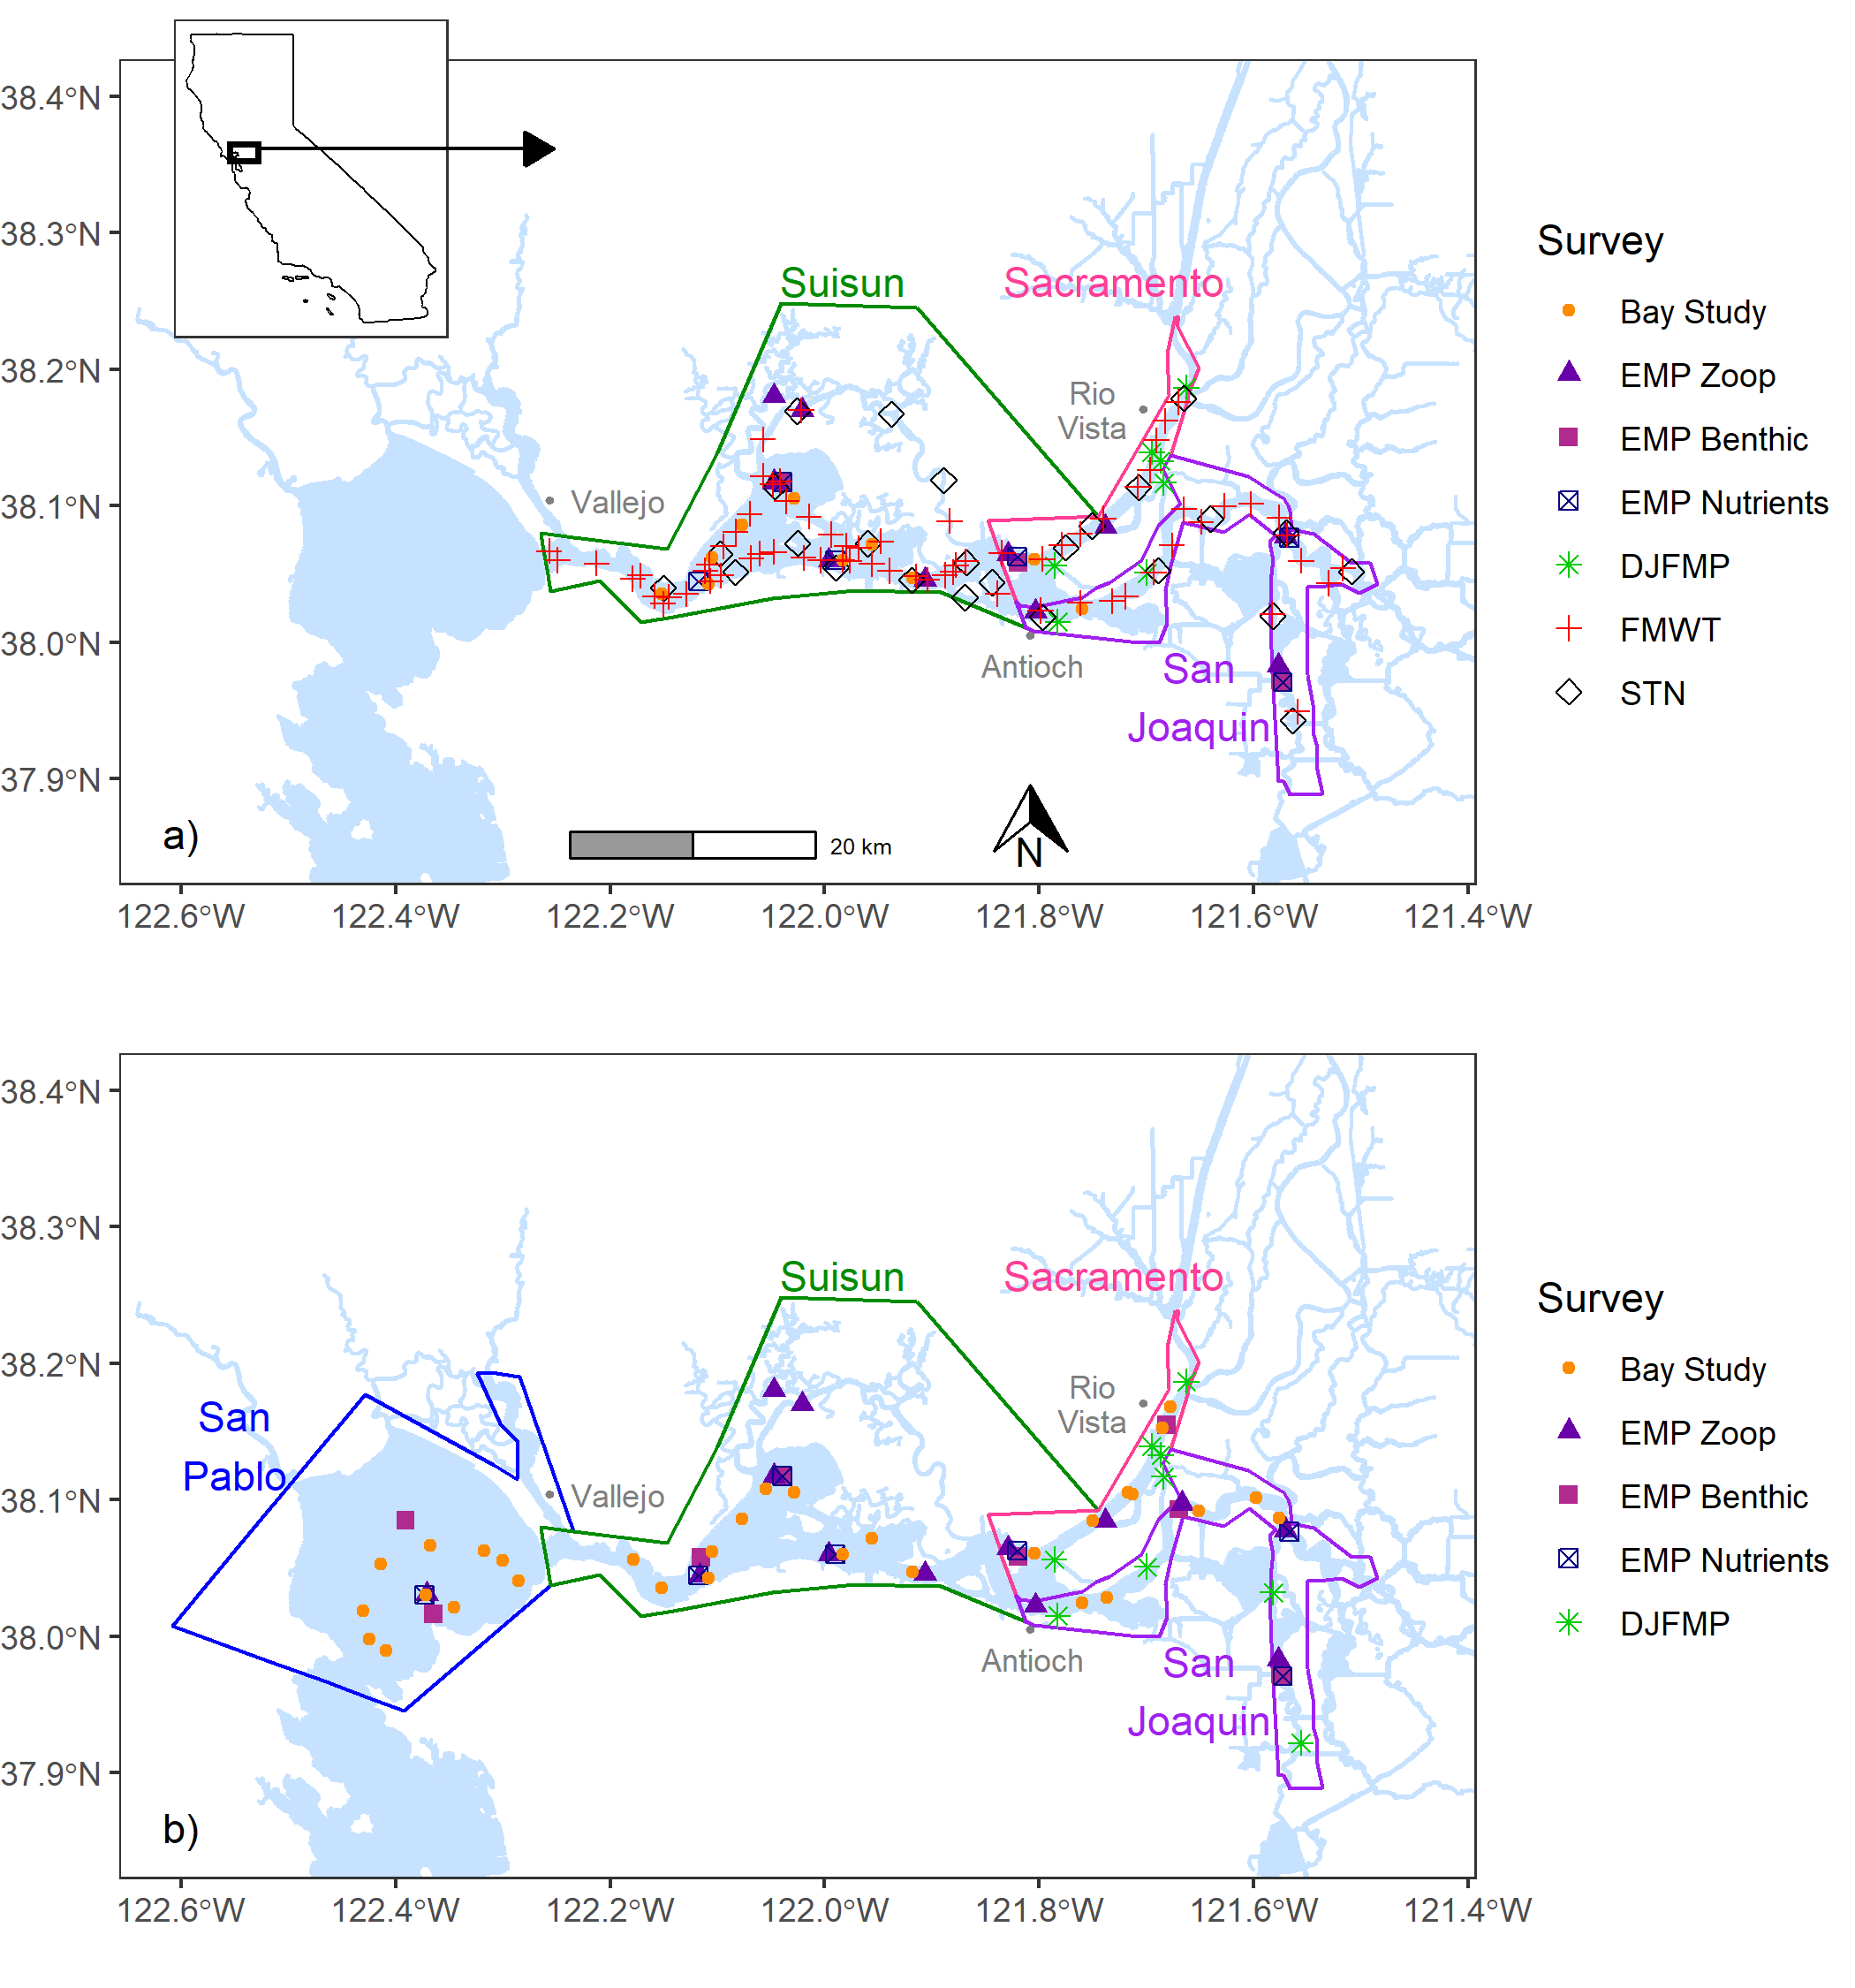 38.4°N
38.3°N
38.2°N
38.1°N
38.0°N
37.9°N
Suisun
Sacramento
Rio
Vista
Vallejo
Antioch
San
Joaquin
a)
20 km
N
122.6°W
122.4°W
122.2°W
122.0°W
121.8°W
121.6°W
121.4°W
Survey
Bay Study
EMP Zoop
EMP Benthic
EMP Nutrients
DJFMP
FMWT
STN
38.4°N
38.3°N
38.2°N
38.1°N
38.0°N
37.9°N
Suisun
Sacramento
Rio
Vista
San
Pablo
Vallejo
Antioch
San
Joaquin
b)
122.6°W
122.4°W
122.2°W
122.0°W
121.8°W
121.6°W
121.4°W
Survey
Bay Study
EMP Zoop
EMP Benthic
EMP Nutrients
DJFMP